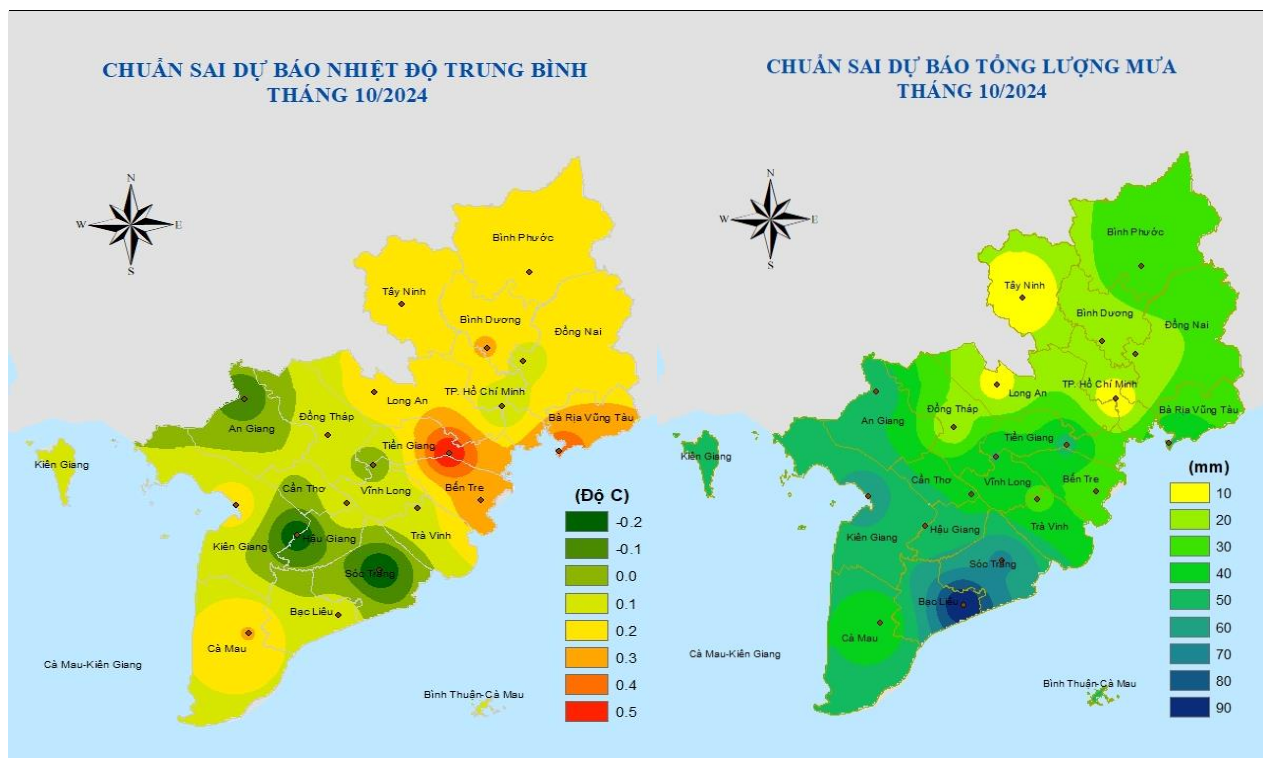 CHUẨN SAI DỰ BÁO NHIỆT ĐỘ TRUNG BÌNH
THÁNG 10/2024
N
W
E
S
Bình Phước
Tây Ninh
Bình Dương
Đồng Nai
TP. Hồ Chí Minh
Long An
Bà Rịa Vũng Tàu
Đồng Tháp
An Giang
Tiền Giang
Kiên Giang
Bến Tre
Cần Thơ
Vĩnh Long
Trà Vinh
Hậu Giang
Kiên Giang
Sóc Trăng
Bạc Liêu
Cà Mau
Cà Mau-Kiên Giang
Bình Thuận-Cà Mau
(Độ C)
-0.2
-0.1
0.0
0.1
0.2
0.3
0.4
0.5
CHUẨN SAI DỰ BÁO TỔNG LƯỢNG MƯA
THÁNG 10/2024
N
W
E
S
Bình Phước
Tây Ninh
Bình Dương
Đồng Nai
TP. Hồ Chí Minh
Long An
Bà Rịa Vũng Tàu
Đồng Tháp
An Giang
Tiền Giang
Kiên Giang
Bến Tre
Cần Thơ
Vĩnh Long
Trà Vinh
Hậu Giang
Kiên Giang
Sóc Trăng
Bạc Liêu
Cà Mau
Cà Mau-Kiên Giang
Bình Thuận-Cà Mau
(mm)
10
20
30
40
50
60
70
80
90